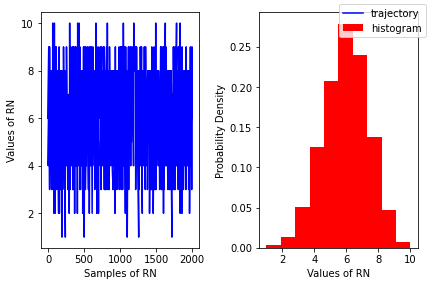 trajectory
histogram
Values of RN
10
8
6
4
2
0 500 1000 1500 2000
Samples of RN
Probability Density
0.25
0.20
0.15
0.10
0.05
0.00
2 4 6 8 10
Values of RN